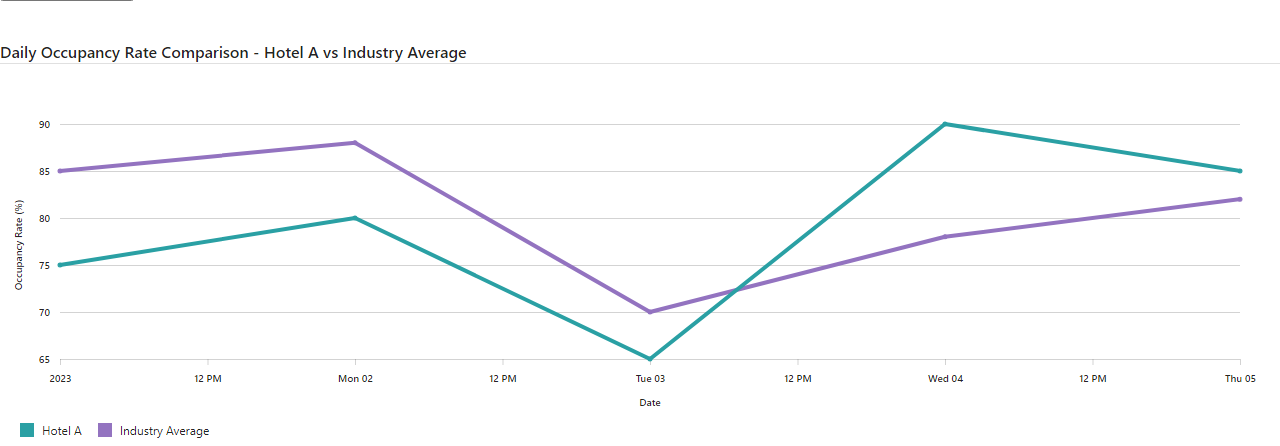 Daily Occupancy Rate Comparison - Hotel A vs Industry Average
90
85
80
75
70
65
Occupancy Rate (%)
2023 12 PM Mon 02 12 PM Tue 03 12 PM Wed 04 12 PM Thu 05
Date
Hotel A Industry Average